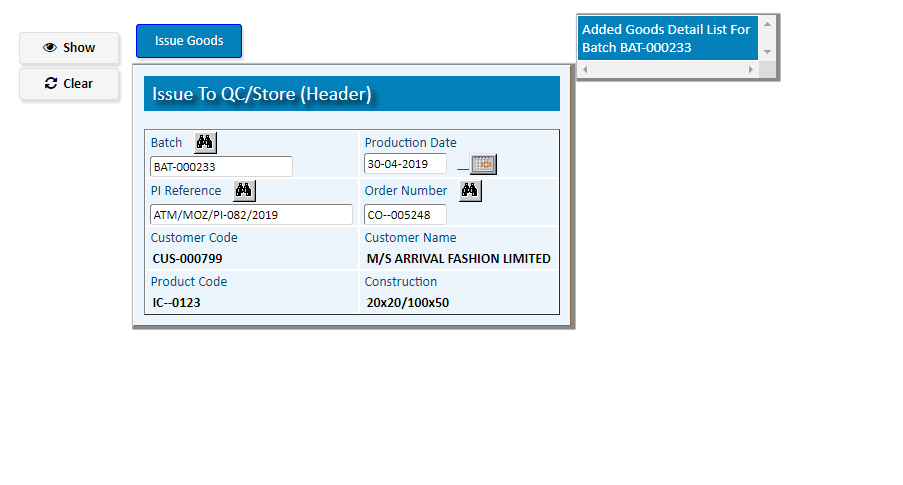 Show
Clear
Issue Goods
Issue To QC/Store (Header)
Batch
BAT-000233
Production Date
30-04-2019
PI Reference
ATM/MOZ/PI-082/2019
Order Number
CO--005248
Customer Code
CUS-000799
Customer Name
M/S ARRIVAL FASHION LIMITED
Product Code
IC--0123
Construction
20x20/100x50
Added Goods Detail List For
Batch BAT-000233